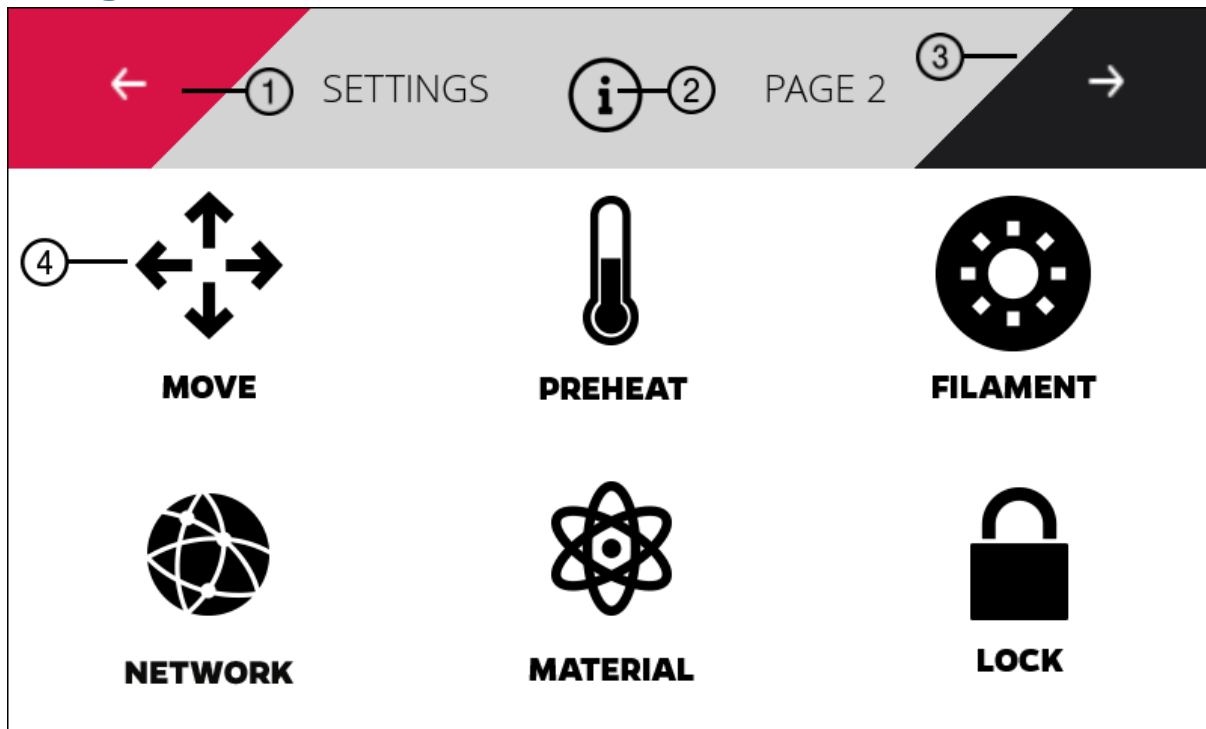 ① SETTINGS ② PAGE 2 ③
④
MOVE PREHEAT FILAMENT
NETWORK MATERIAL LOCK